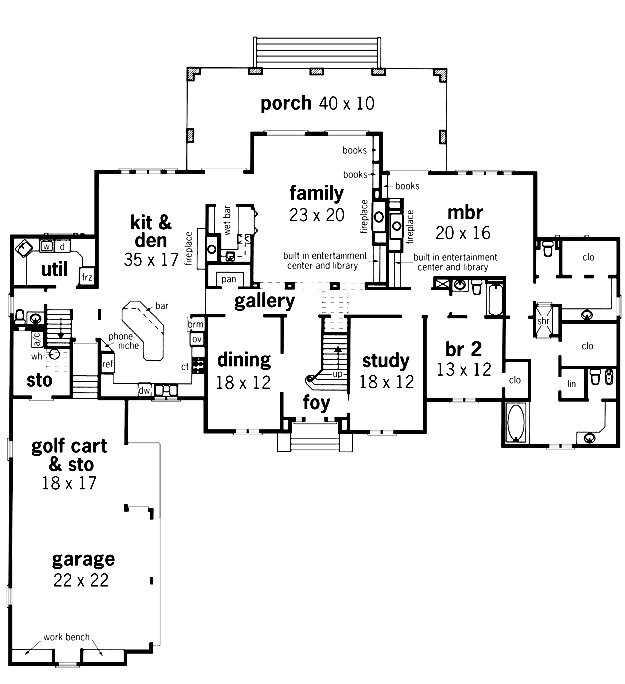 porch 40 x 10
books
books
books
family
23 x 20
fireplace
fireplace
mbr
20 x 16
kit &
den
35 x 17
fireplace
wet bar
built in entertainment
center and library
built in entertainment
center and library
clo
w
d
util
frz
pan
gallery
bar
phone
niche
brm
ov
a/c
wh
ref
ct
dw
sto
dining
18 x 12
up
foy
study
18 x 12
br 2
13 x 12
shr
clo
clo
lin
golf cart
& sto
18 x 17
garage
22 x 22
work bench